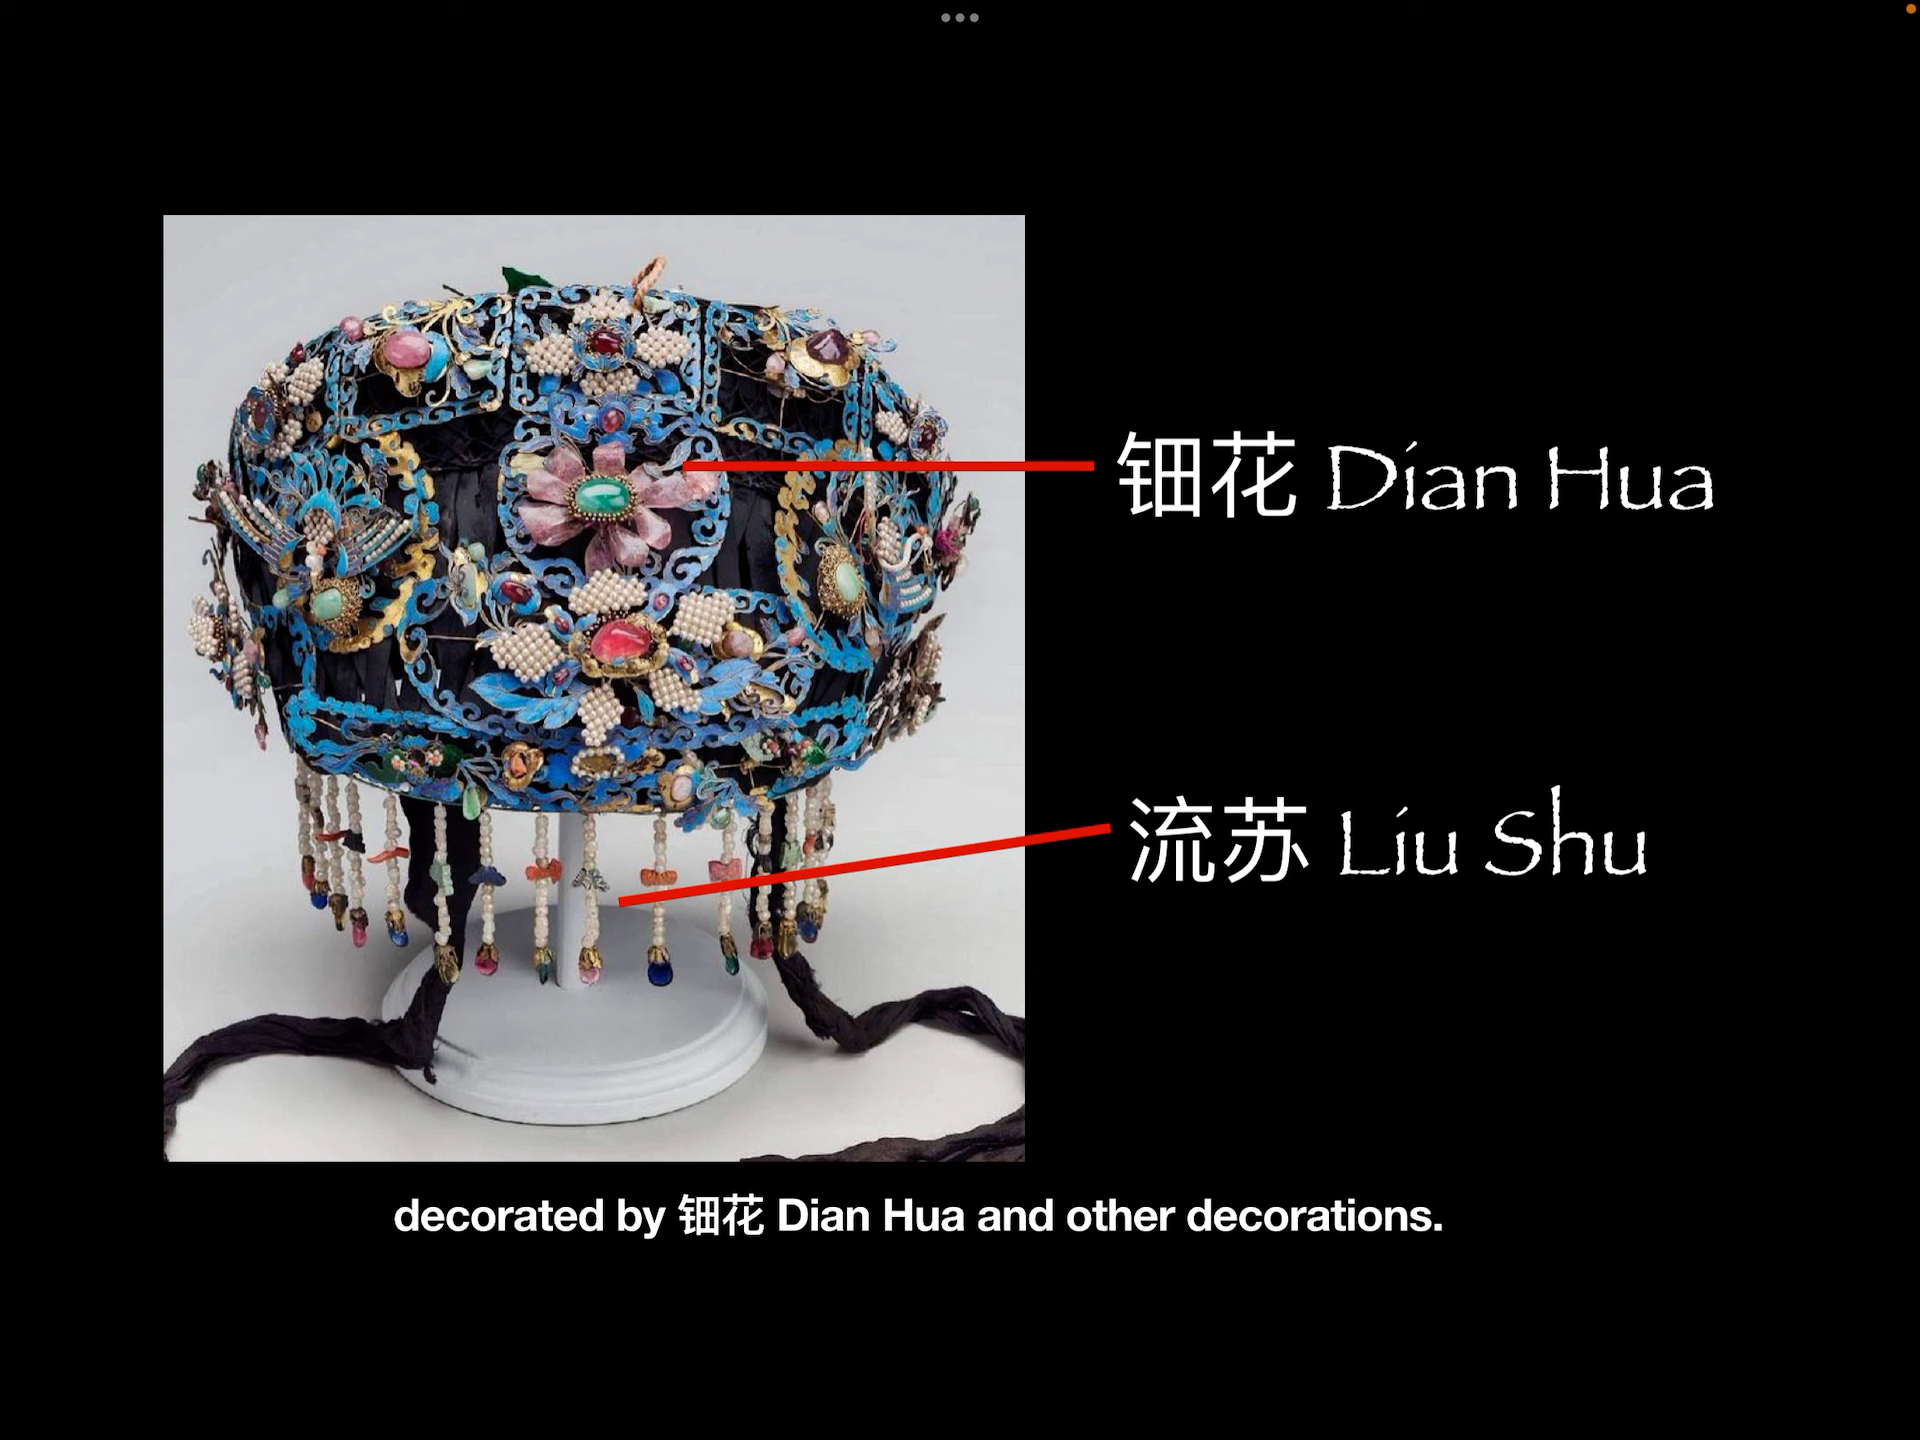 钿花 Dian Hua
流苏 Liu Shu
decorated by 钿花 Dian Hua and other decorations.